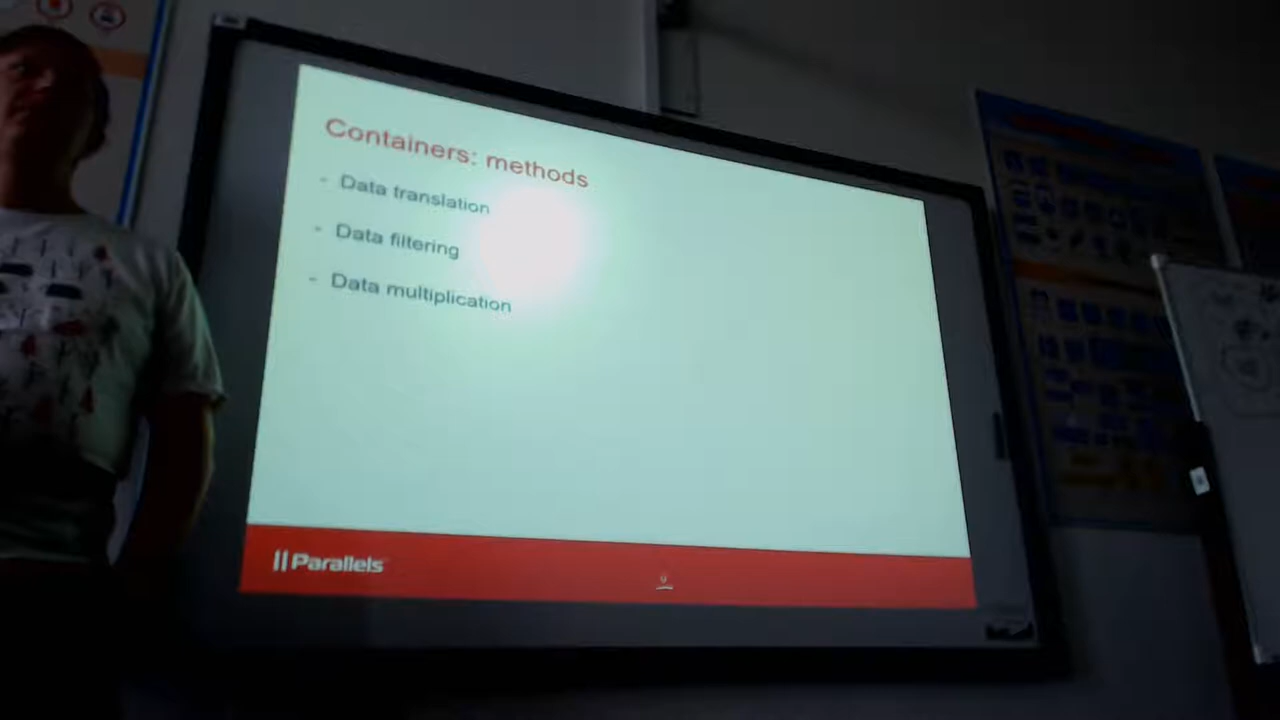 Containers: methods
- Data translation
- Data filtering
- Data multiplication
Parallels